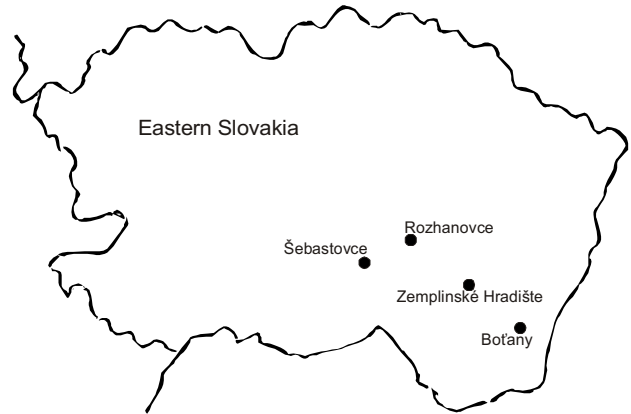 Eastern Slovakia
Rozhanovce
Šebastovce
Zemplinské Hradište
Boťany